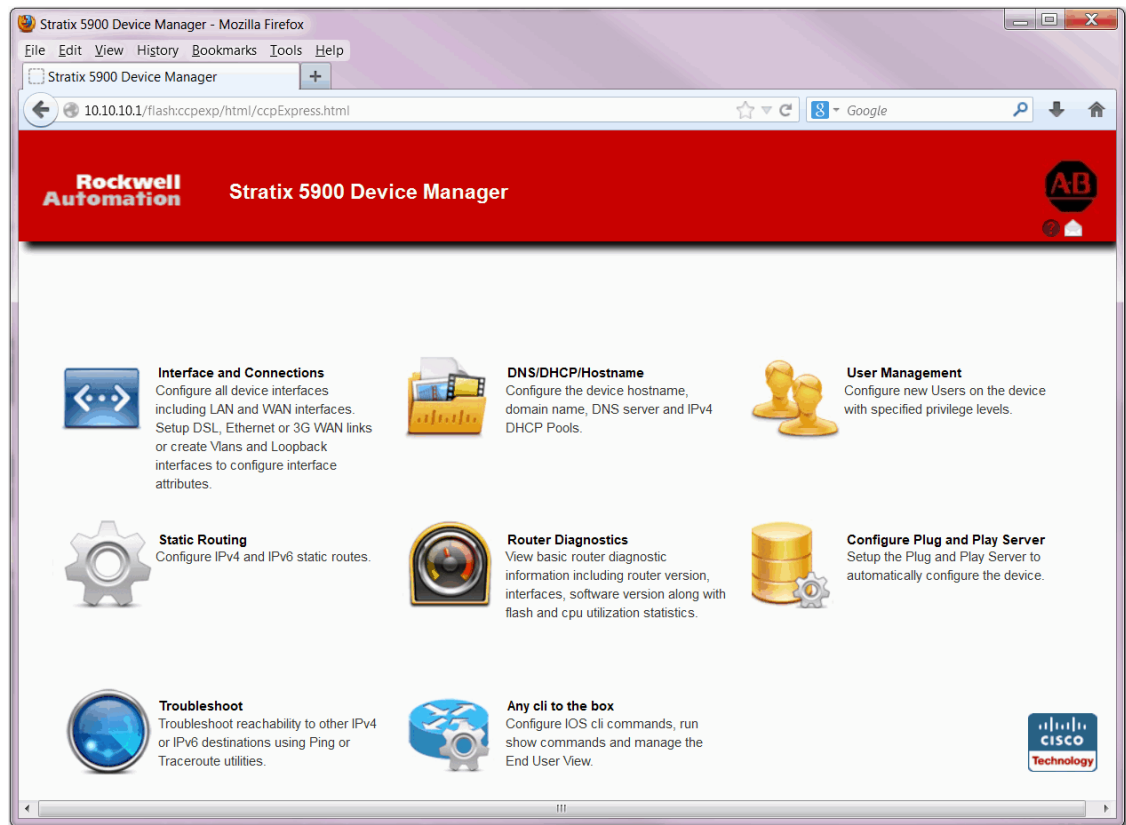 Stratix 5900 Device Manager - Mozilla Firefox
File Edit View History Bookmarks Tools Help
Stratix 5900 Device Manager
10.10.10.1/flash:ccpexp/html/ccpExpress.html
8 Google
Rockwell
Automation
Stratix 5900 Device Manager
AB
?
Interface and Connections
Configure all device interfaces
including LAN and WAN interfaces.
Setup DSL, Ethernet or 3G WAN links
or create Vlans and Loopback
interfaces to configure interface
attributes.
DNS/DHCP/Hostname
Configure the device hostname,
domain name, DNS server and IPv4
DHCP Pools.
User Management
Configure new Users on the device
with specified privilege levels.
Static Routing
Configure IPv4 and IPv6 static routes.
Router Diagnostics
View basic router diagnostic
information including router version,
interfaces, software version along with
flash and cpu utilization statistics.
Configure Plug and Play Server
Setup the Plug and Play Server to
automatically configure the device.
Troubleshoot
Troubleshoot reachability to other IPv4
or IPv6 destinations using Ping or
Traceroute utilities.
Any cli to the box
Configure IOS cli commands, run
show commands and manage the
End User View.
CISCO
Technology